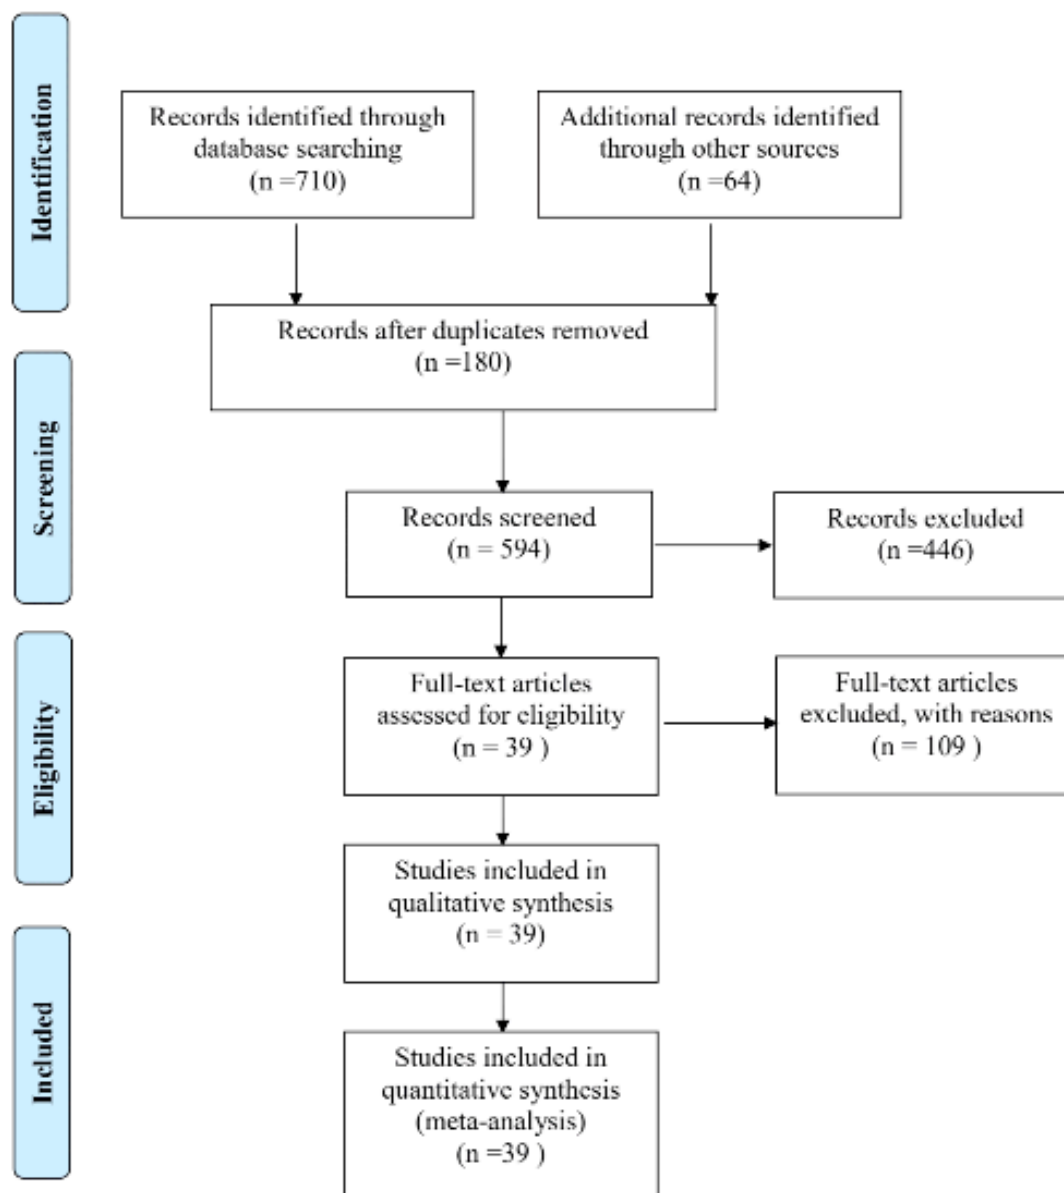 Identification
Records identified through
database searching
(n =710)
Additional records identified
through other sources
(n =64)
Records after duplicates removed
(n =180)
Screening
Records screened
(n = 594)
Records excluded
(n =446)
Eligibility
Full-text articles
assessed for eligibility
(n = 39 )
Full-text articles
excluded, with reasons
(n = 109 )
Studies included in
qualitative synthesis
(n = 39)
Included
Studies included in
quantitative synthesis
(meta-analysis)
(n =39 )